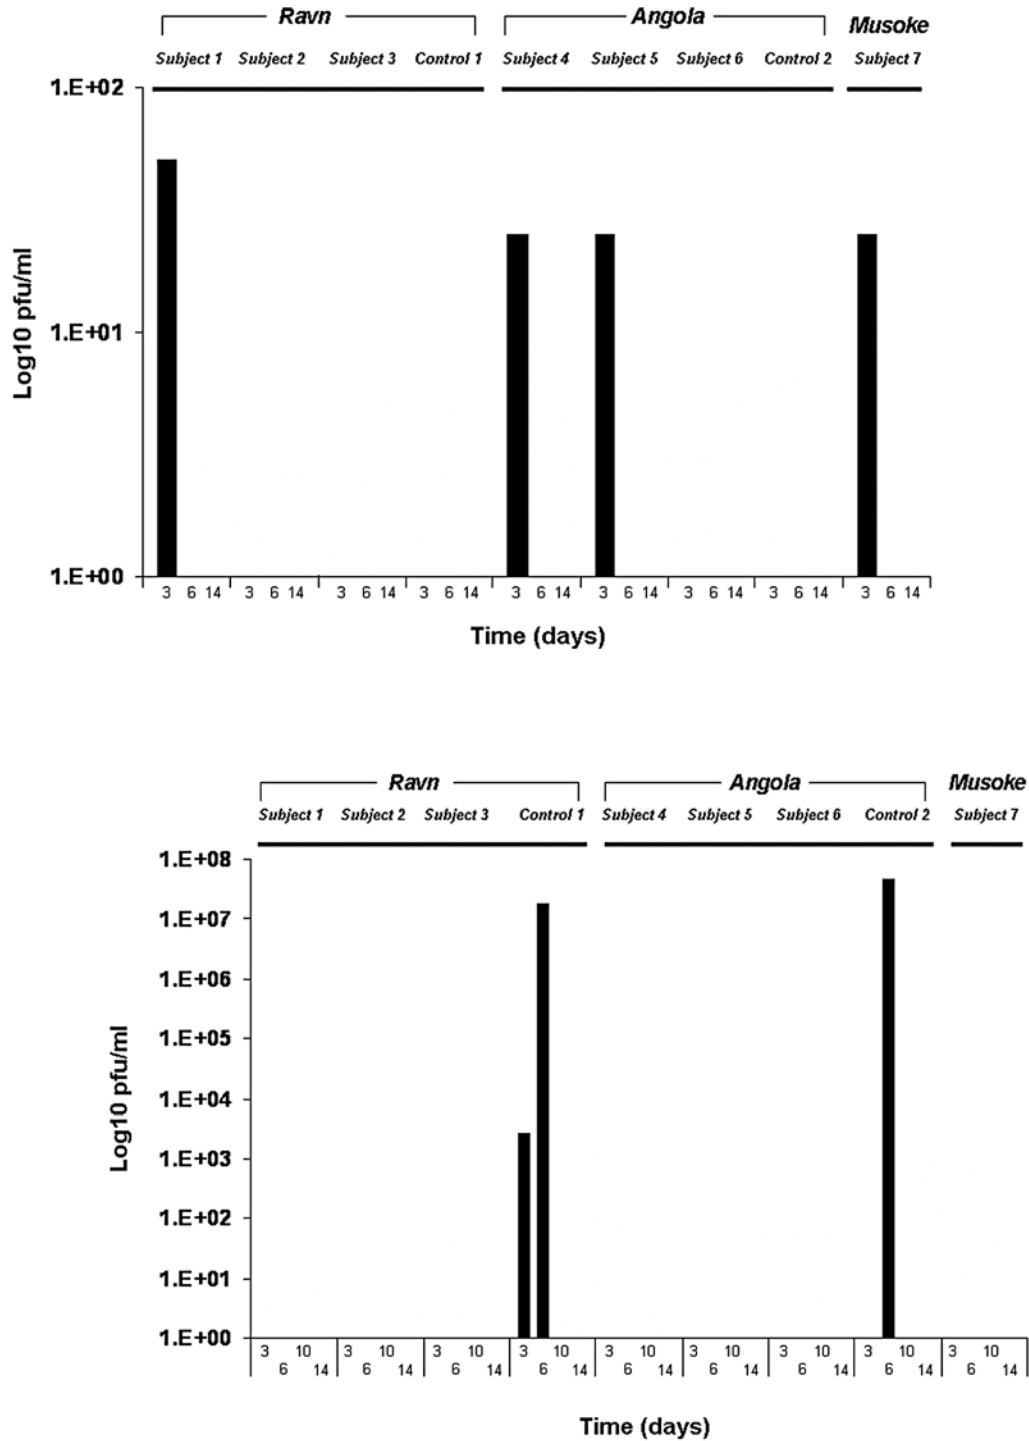 Ravn Angola Musoke
Subject 1 Subject 2 Subject 3 Control 1 Subject 4 Subject 5 Subject 6 Control 2 Subject 7
1.E+02
1.E+01
1.E+00
Log10 pfu/ml
3 6 14 3 6 14 3 6 14 3 6 14 3 6 14 3 6 14 3 6 14 3 6 14 3 6 14
Time (days)
Ravn Angola Musoke
Subject 1 Subject 2 Subject 3 Control 1 Subject 4 Subject 5 Subject 6 Control 2 Subject 7
1.E+08
1.E+07
1.E+06
1.E+05
1.E+04
1.E+03
1.E+02
1.E+01
1.E+00
Log10 pfu/ml
3 10 3 10 3 10 3 10 3 10 3 10 3 10 3 10 3 10
6 14 6 14 6 14 6 14 6 14 6 14 6 14 6 14 6 14
Time (days)